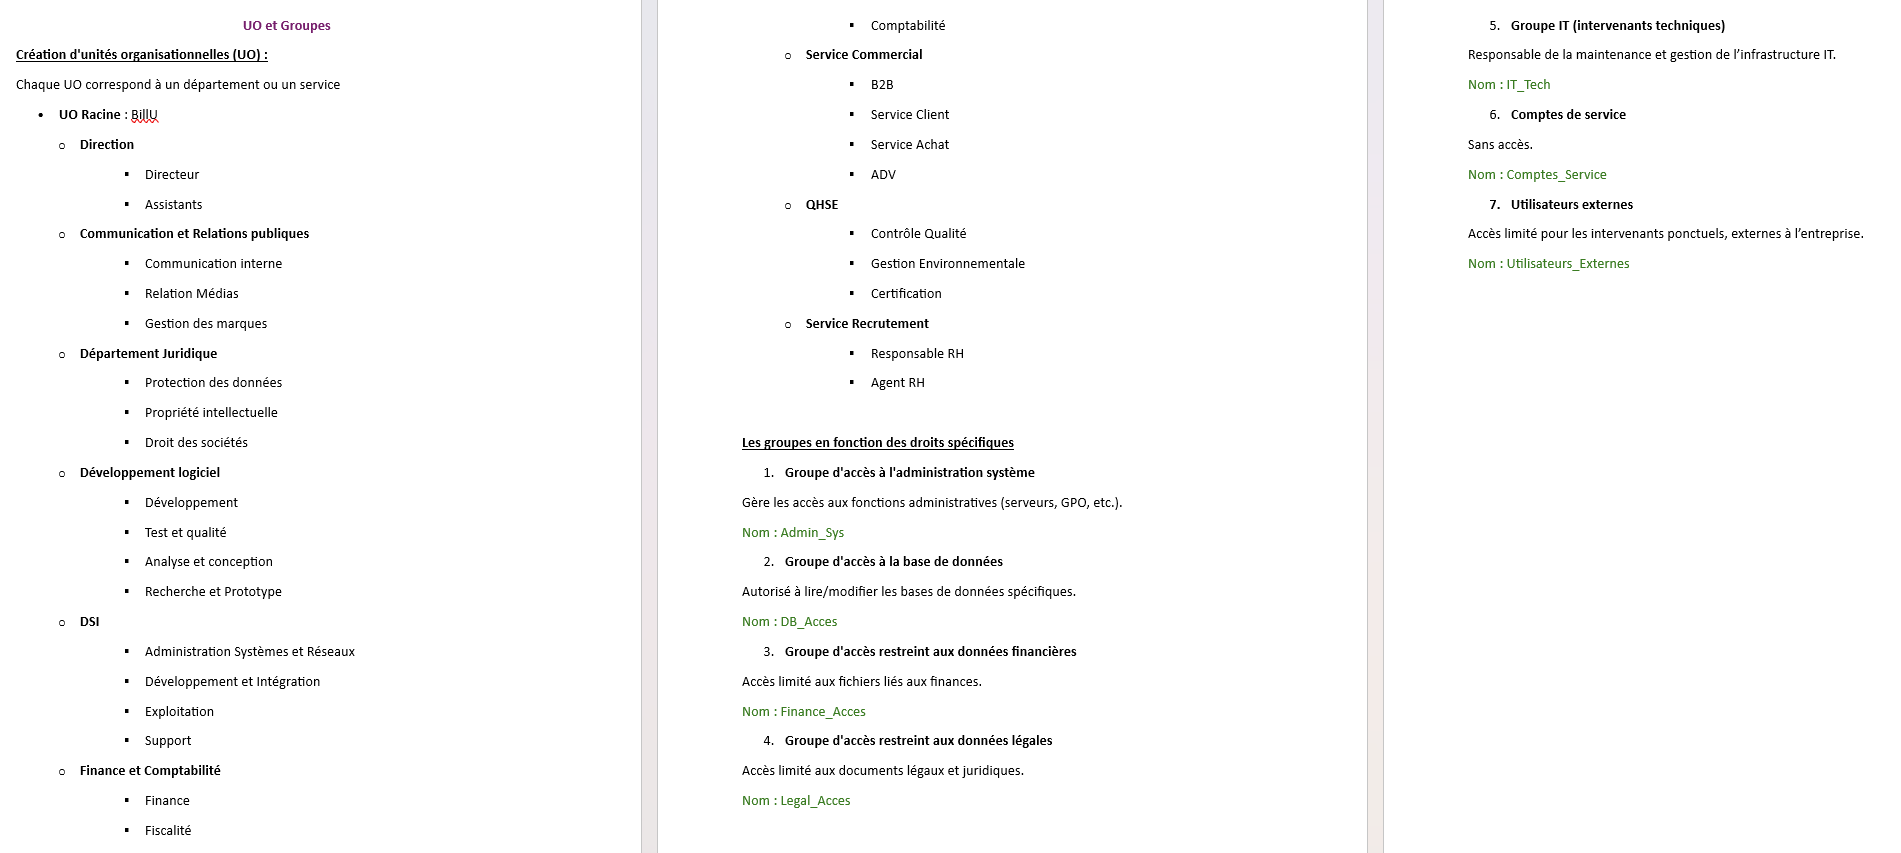 UO et Groupes
Création d'unités organisationnelles (UO) :
Chaque UO correspond à un département ou un service
• UO Racine : BillU
o Direction
▪ Directeur
▪ Assistants
o Communication et Relations publiques
▪ Communication interne
▪ Relation Médias
▪ Gestion des marques
o Département Juridique
▪ Protection des données
▪ Propriété intellectuelle
▪ Droit des sociétés
o Développement logiciel
▪ Développement
▪ Test et qualité
▪ Analyse et conception
▪ Recherche et Prototype
o DSI
▪ Administration Systèmes et Réseaux
▪ Développement et Intégration
▪ Exploitation
▪ Support
o Finance et Comptabilité
▪ Finance
▪ Fiscalité
▪ Comptabilité
o Service Commercial
▪ B2B
▪ Service Client
▪ Service Achat
▪ ADV
o QHSE
▪ Contrôle Qualité
▪ Gestion Environnementale
▪ Certification
o Service Recrutement
▪ Responsable RH
▪ Agent RH
Les groupes en fonction des droits spécifiques
1. Groupe d'accès à l'administration système
Gère les accès aux fonctions administratives (serveurs, GPO, etc.).
Nom : Admin_Sys
2. Groupe d'accès à la base de données
Autorisé à lire/modifier les bases de données spécifiques.
Nom : DB_Acces
3. Groupe d'accès restreint aux données financières
Accès limité aux fichiers liés aux finances.
Nom : Finance_Acces
4. Groupe d'accès restreint aux données légales
Accès limité aux documents légaux et juridiques.
Nom : Legal_Acces
5. Groupe IT (intervenants techniques)
Responsable de la maintenance et gestion de l’infrastructure IT.
Nom : IT_Tech
6. Comptes de service
Sans accès.
Nom : Comptes_Service
7. Utilisateurs externes
Accès limité pour les intervenants ponctuels, externes à l’entreprise.
Nom : Utilisateurs_Externes